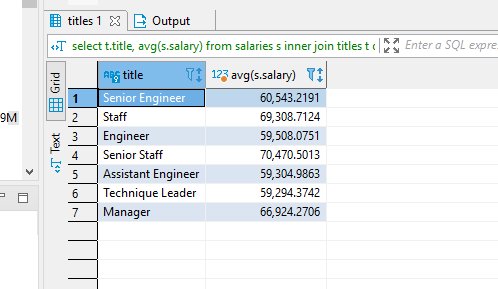 titles 1
Output
select t.title, avg(s.salary) from salaries s inner join titles t
Enter a SQL expre
Grid
Text
9M
ABC title
123 avg(s.salary)
1 Senior Engineer 60,543.2191
2 Staff 69,308.7124
3 Engineer 59,508.0751
4 Senior Staff 70,470.5013
5 Assistant Engineer 59,304.9863
6 Technique Leader 59,294.3742
7 Manager 66,924.2706